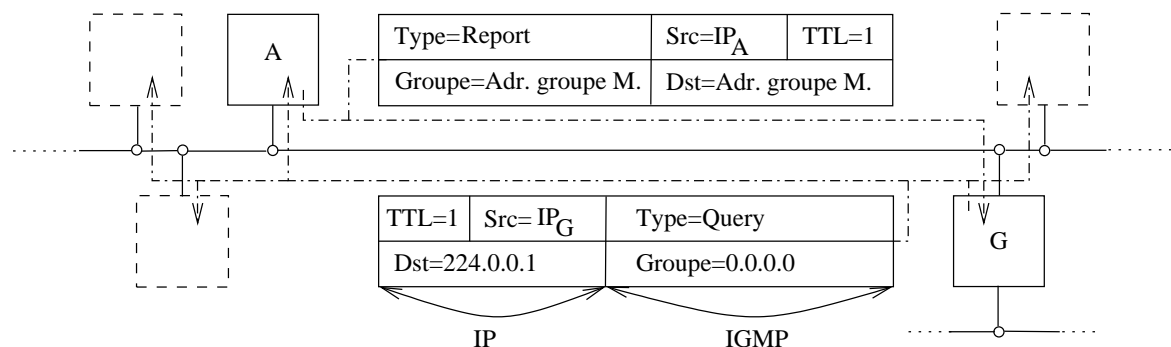 Type=Report Src=IP_A TTL=1
A
Groupe=Adr. groupe M. Dst=Adr. groupe M.
TTL=1 Src= IP_G Type=Query
G
Dst=224.0.0.1 Groupe=0.0.0.0
IP IGMP